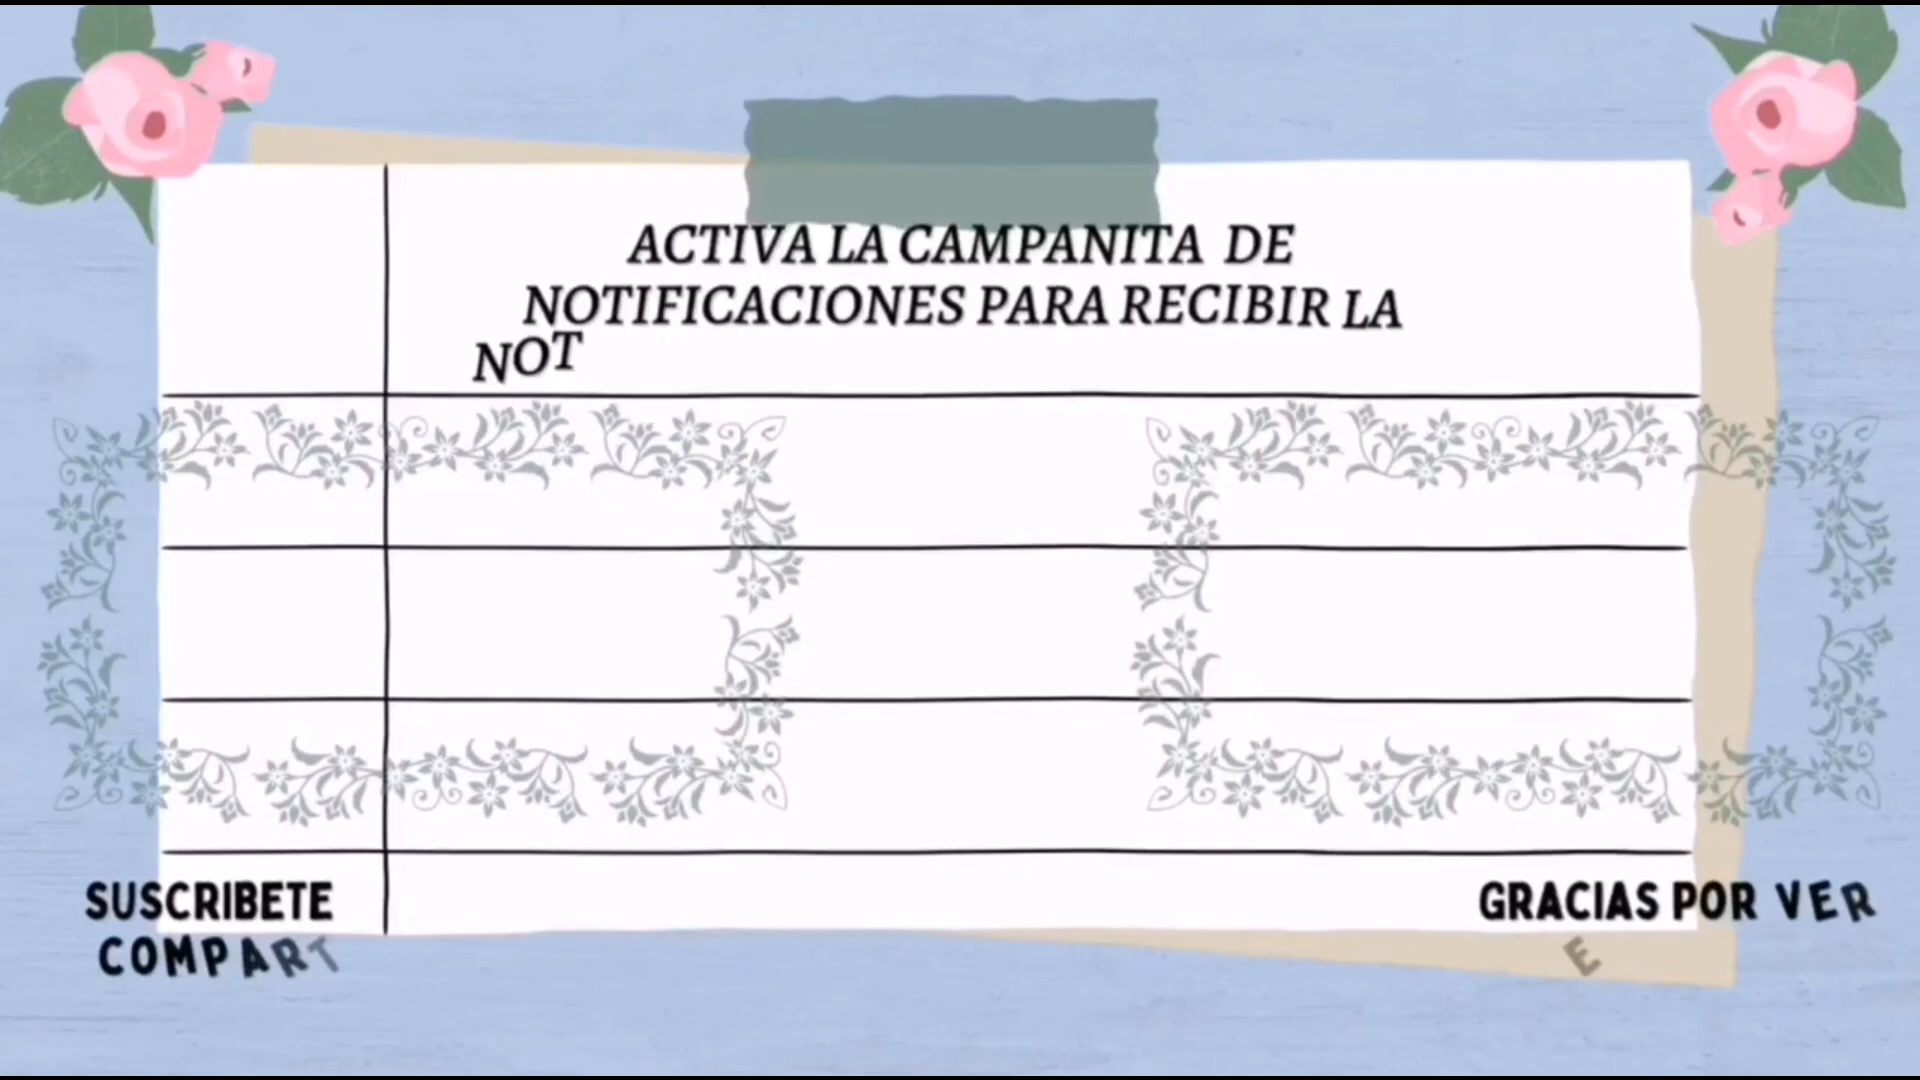 ACTIVA LA CAMPANITA DE
NOTIFICACIONES PARA RECIBIR LA
NOT
SUSCRIBETE
COMPART
GRACIAS POR VER
E